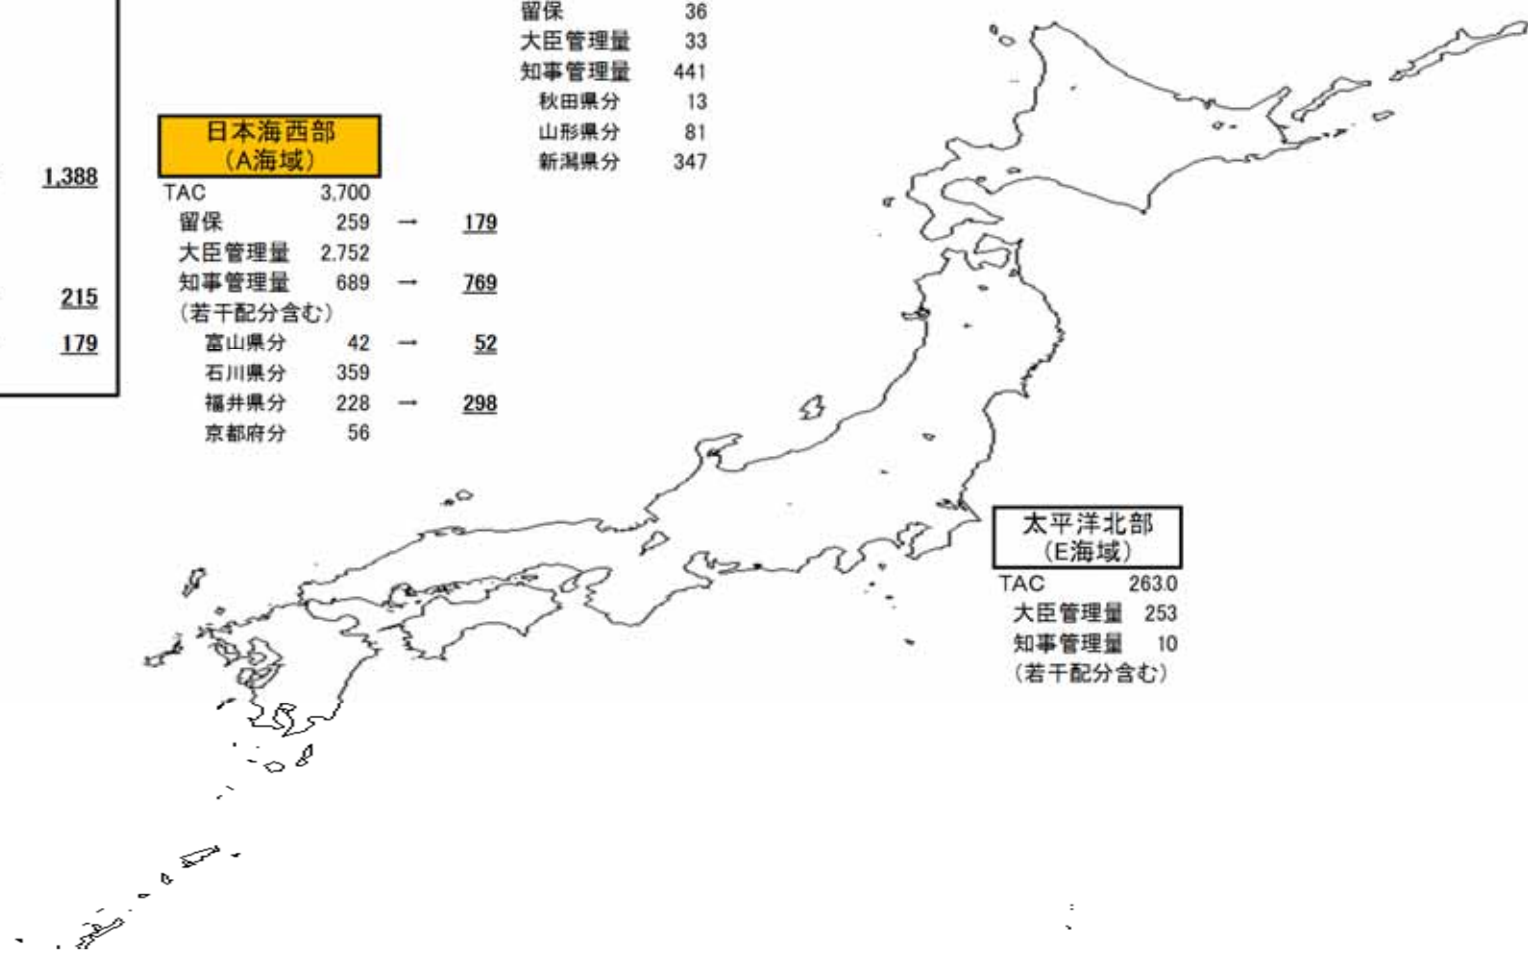 1,388
215
179
留保 36
大臣管理量 33
知事管理量 441
秋田県分 13
山形県分 81
新潟県分 347
日本海西部
(A海域)
TAC 3,700
留保 259 → 179
大臣管理量 2,752
知事管理量 689 → 769
(若干配分含む)
富山県分 42 → 52
石川県分 359
福井県分 228 → 298
京都府分 56
太平洋北部
(E海域)
TAC 263.0
大臣管理量 253
知事管理量 10
(若干配分含む)